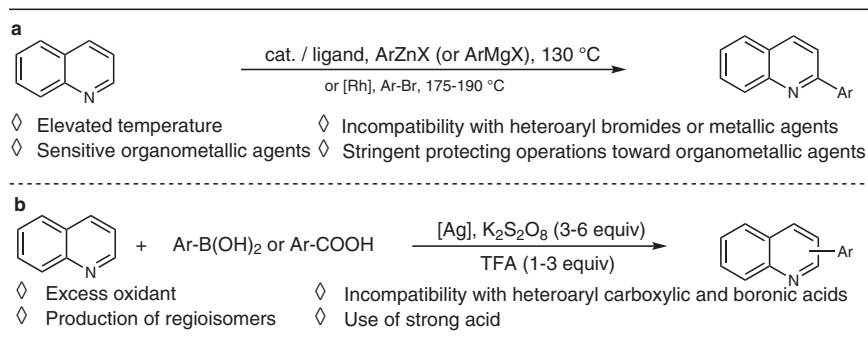 a
cat. / ligand, ArZnX (or ArMgX), 130 °C
or [Rh], Ar-Br, 175-190 °C
N
N
Ar
◊ Elevated temperature ◊ Incompatibility with heteroaryl bromides or metallic agents
◊ Sensitive organometallic agents ◊ Stringent protecting operations toward organometallic agents
b
N
+ Ar-B(OH)₂ or Ar-COOH
[Ag], K₂S₂O₈ (3-6 equiv)
TFA (1-3 equiv)
N
Ar
◊ Excess oxidant ◊ Incompatibility with heteroaryl carboxylic and boronic acids
◊ Production of regioisomers ◊ Use of strong acid